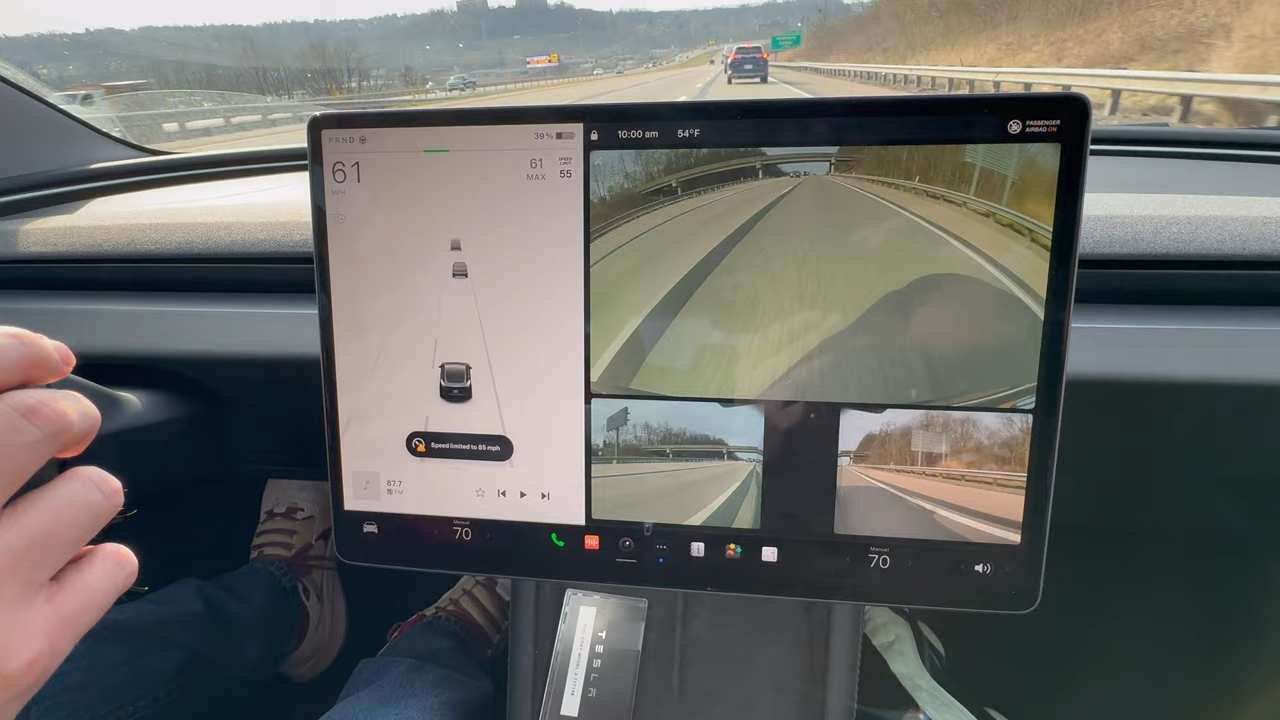 PRND
39%
10:00 am
54°F
PASSENGER
AIRBAG ON
61
MPH
61
MAX
SPEED
LIMIT
55
Speed limited to 85 mph
87.7
FM
Manual
70
Manual
70
TESLA